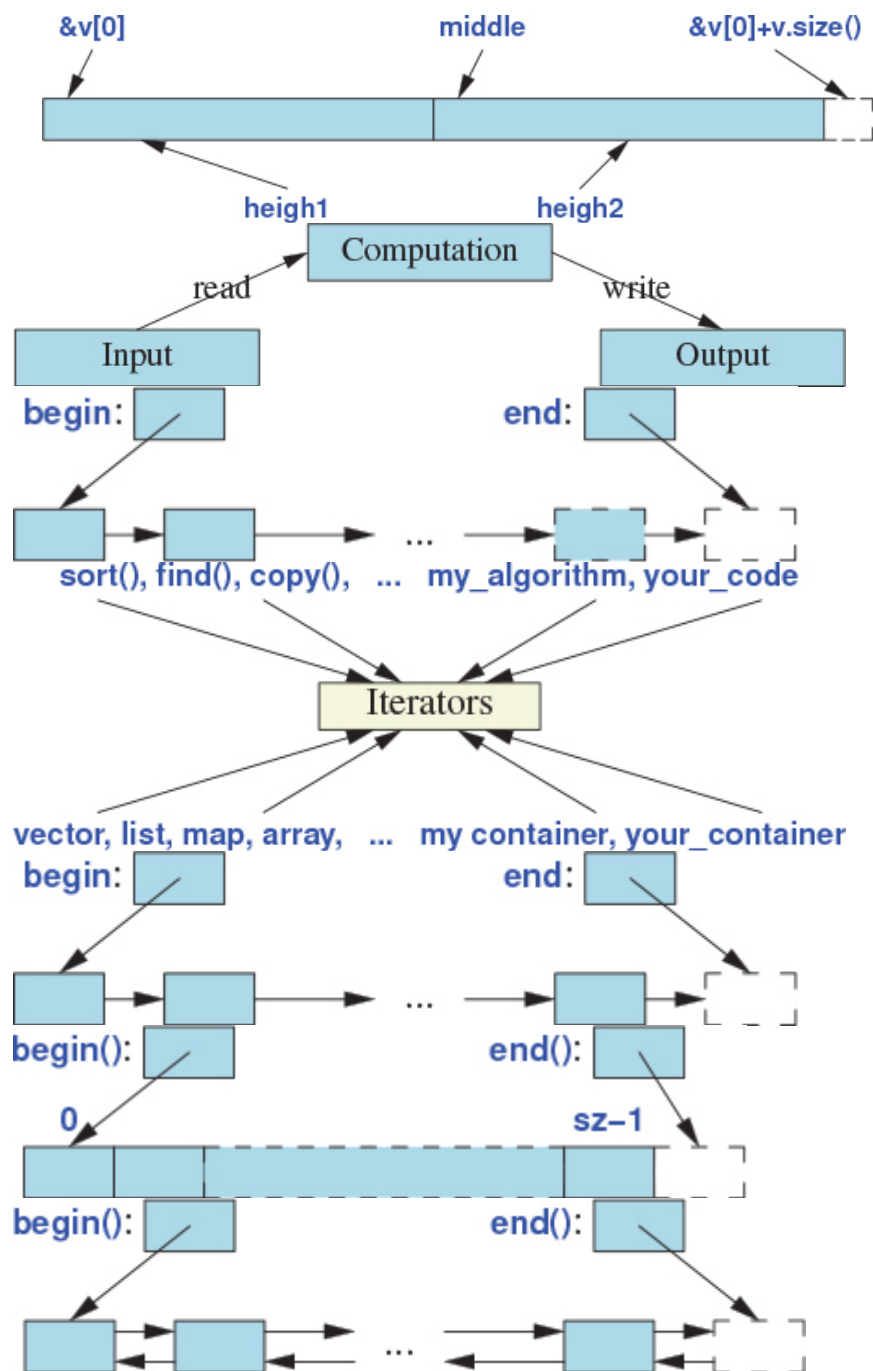 &v[0] middle &v[0]+v.size()
heigh1 heigh2
Computation
read write
Input Output
begin: end:
...
sort(), find(), copy(), ... my_algorithm, your_code
Iterators
vector, list, map, array, ... my container, your_container
begin: end:
...
begin(): end():
0 sz−1
begin(): end():
...